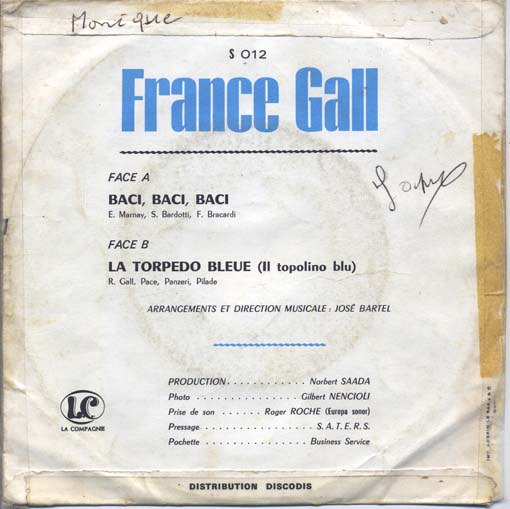 Monique
S 012
France Gall
FACE A
BACI, BACI, BACI
E. Marnay, S. Bardotti, F. Bracardi
FACE B
LA TORPEDO BLEUE (Il topolino blu)
R. Gall, Pace, Panzeri, Pilade
ARRANGEMENTS ET DIRECTION MUSICALE : JOSÉ BARTEL
PRODUCTION . . . . . . . . . . . . Norbert SAADA
Photo . . . . . . . . . . . . . . . . Gilbert NENCIOLI
Prise de son . . . . . . Roger ROCHE (Europa sonor)
Pressage . . . . . . . . . . . . . . . . . S.A.T.E.R.S.
Pochette . . . . . . . . . . . . . . . Business Service
LC
LA COMPAGNIE
DISTRIBUTION DISCODIS